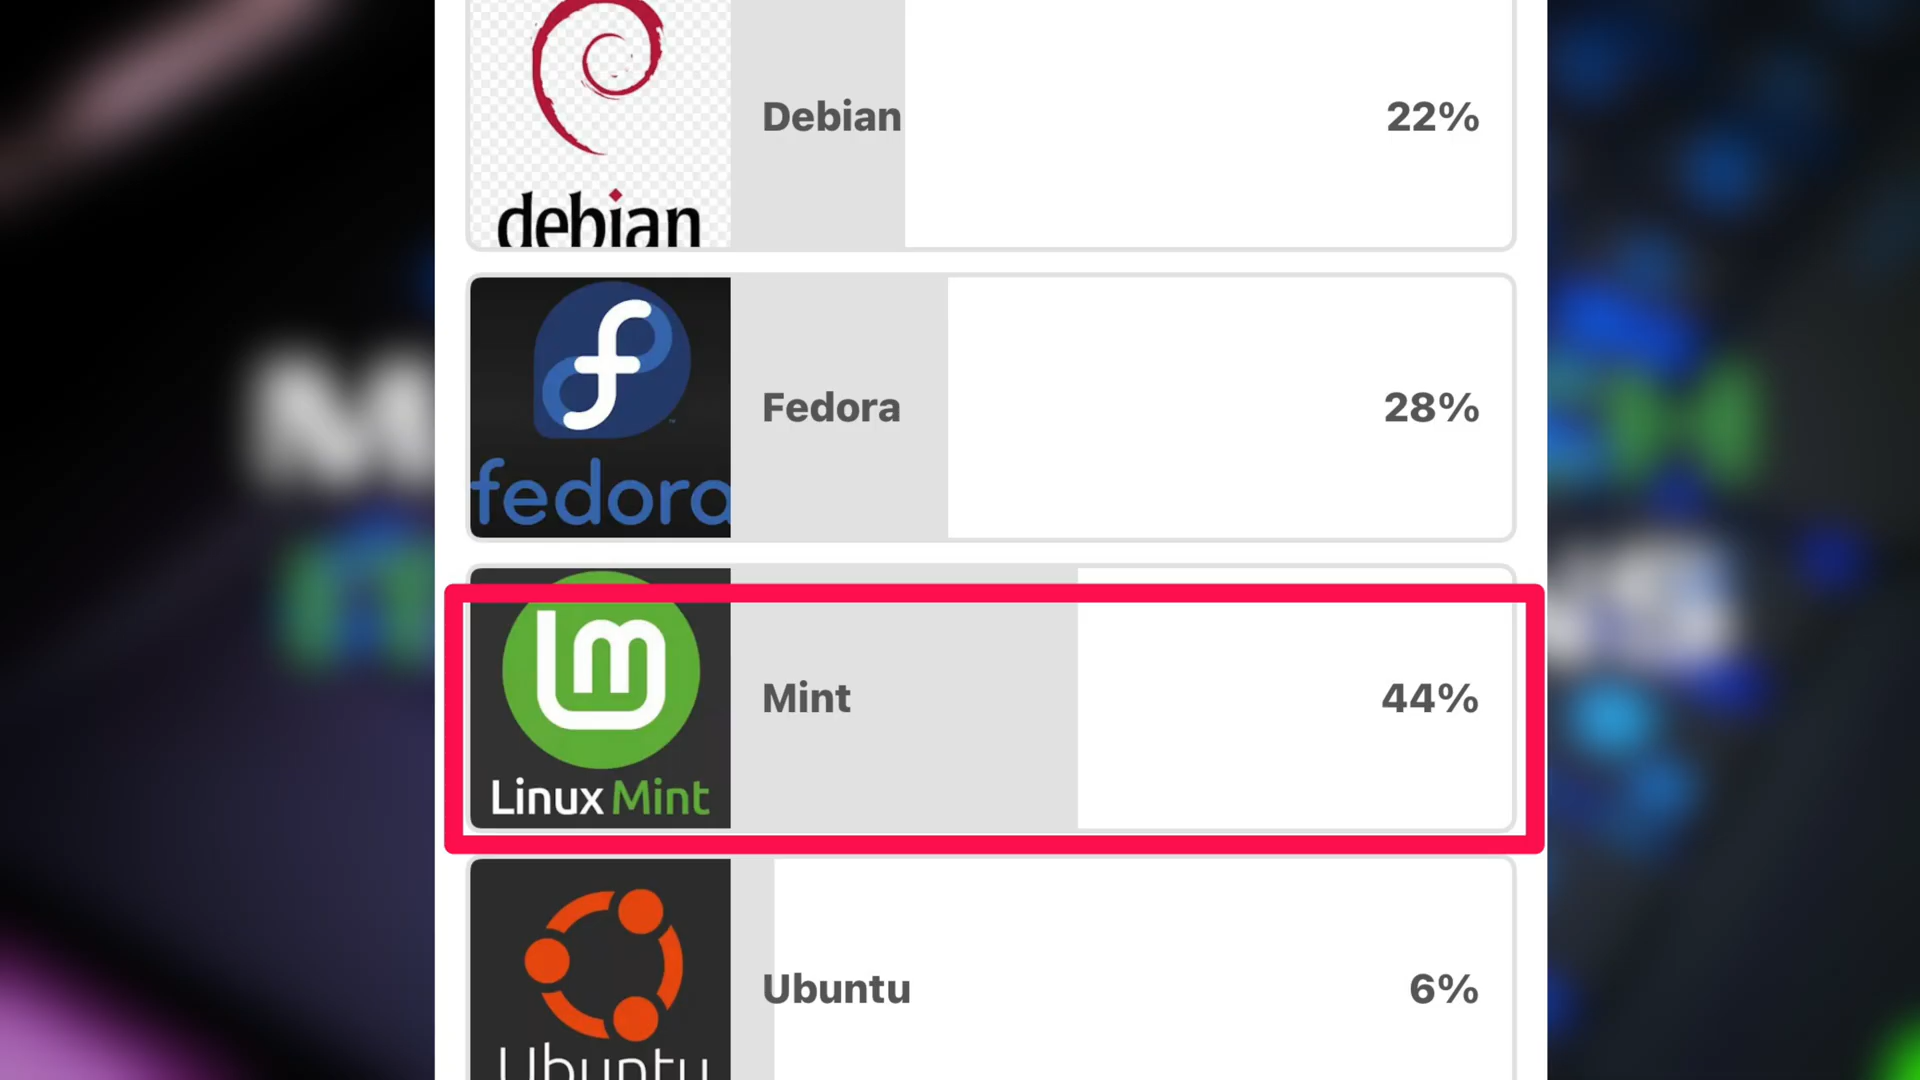 debian
Debian 22%
fedora
Fedora 28%
Linux Mint
Mint 44%
Ubuntu 6%
Ubuntu